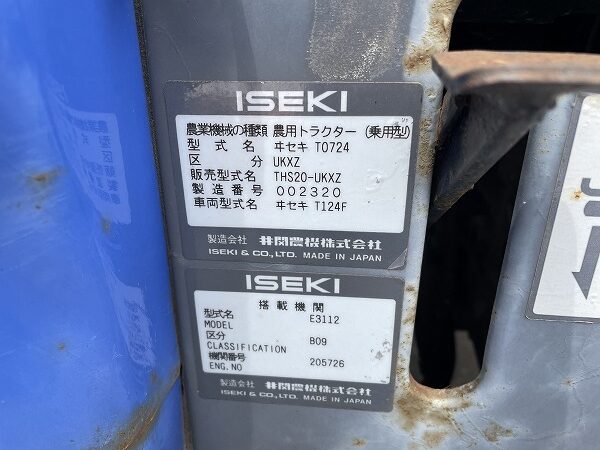 ISEKI
農業機械の種類 農用トラクター (乗用型)
型式名 ヰセキ T0724
区分 UKXZ
販売型式名 THS20-UKXZ
製造番号 002320
車両型式名 ヰセキ T124F
製造会社 井関農機株式会社
ISEKI & CO.,LTD. MADE IN JAPAN
ISEKI
搭載機関
型式名 E3112
MODEL
区分 B09
CLASSIFICATION
機関番号 205726
ENG.NO
製造会社 井関農機株式会社
ISEKI & CO.,LTD. MADE IN JAPAN